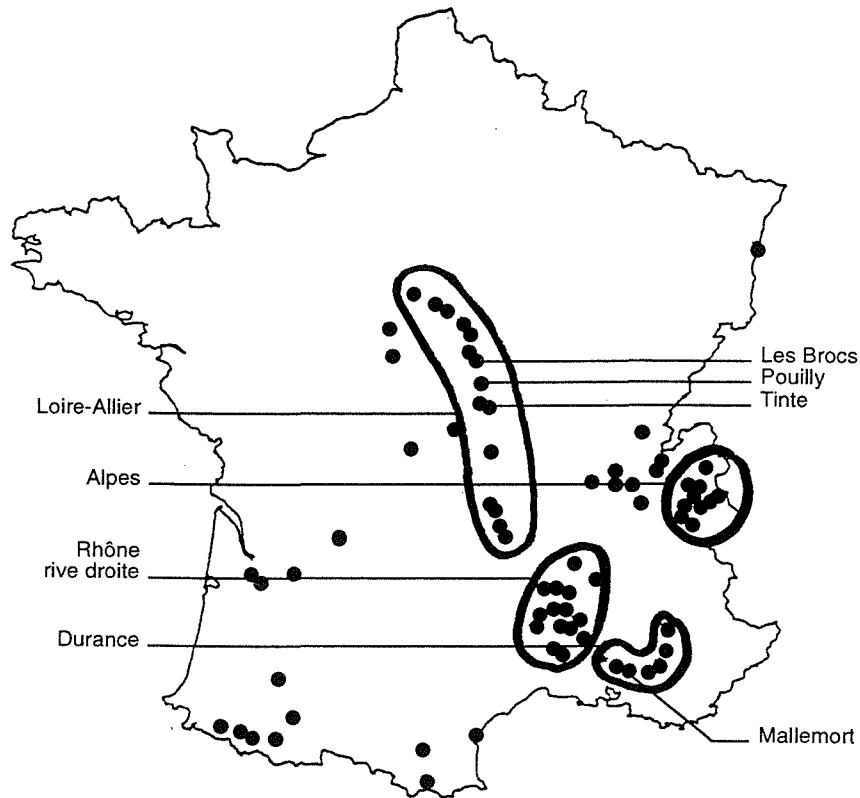 Les Brocs
Pouilly
Tinte
Loire-Allier
Alpes
Rhône
rive droite
Durance
Mallemort